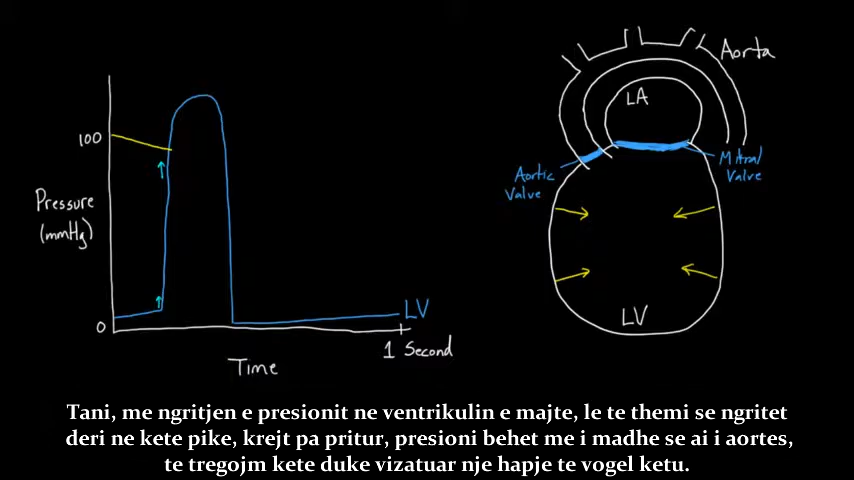 Aorta
LA
100
Aortic
Valve
Mitral
Valve
Pressure
(mmHg)
LV
0
LV
1 Second
Time
Tani, me ngritjen e presionit ne ventrikulin e majte, le te themi se ngritet
deri ne kete pike, krejt pa pritur, presioni behet me i madhe se ai i aortes,
te tregojm kete duke vizatuar nje hapje te vogel ketu.